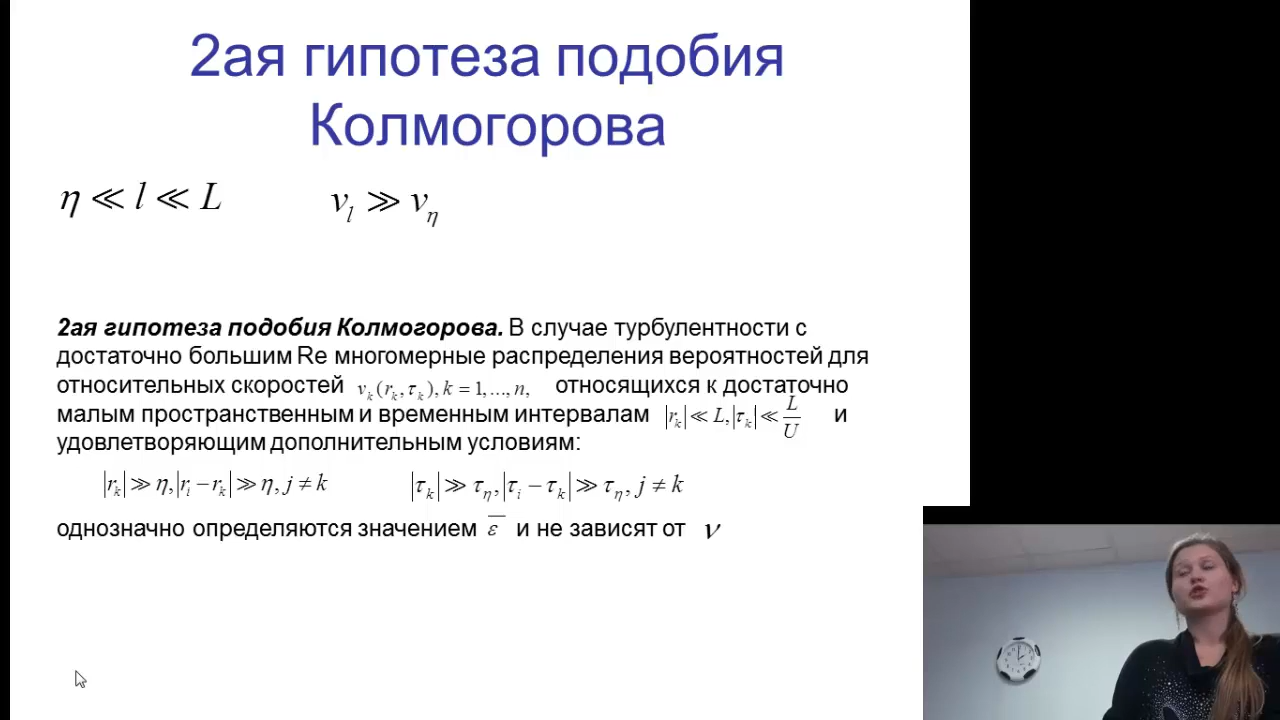 2ая гипотеза подобия
Колмогорова
η ≪ l ≪ L v_l ≫ v_η
2ая гипотеза подобия Колмогорова. В случае турбулентности с
достаточно большим Re многомерные распределения вероятностей для
относительных скоростей v_k(r_k, τ_k), k = 1,..., n, относящихся к достаточно
малым пространственным и временным интервалам |r_k| ≪ L, |τ_k| ≪ L/U и
удовлетворяющим дополнительным условиям:
|r_k| ≫ η, |r_i − r_k| ≫ η, j ≠ k |τ_k| ≫ τ_η, |τ_i − τ_k| ≫ τ_η, j ≠ k
однозначно определяются значением ε̅ и не зависят от ν